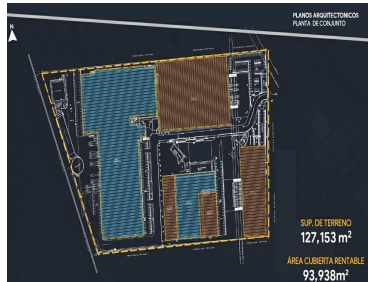 PLANOS ARQUITECTONICOS
PLANTA DE CONJUNTO
N
SUP. DE TERRENO
127,153 m²
ÁREA CUBIERTA RENTABLE
93,938m²